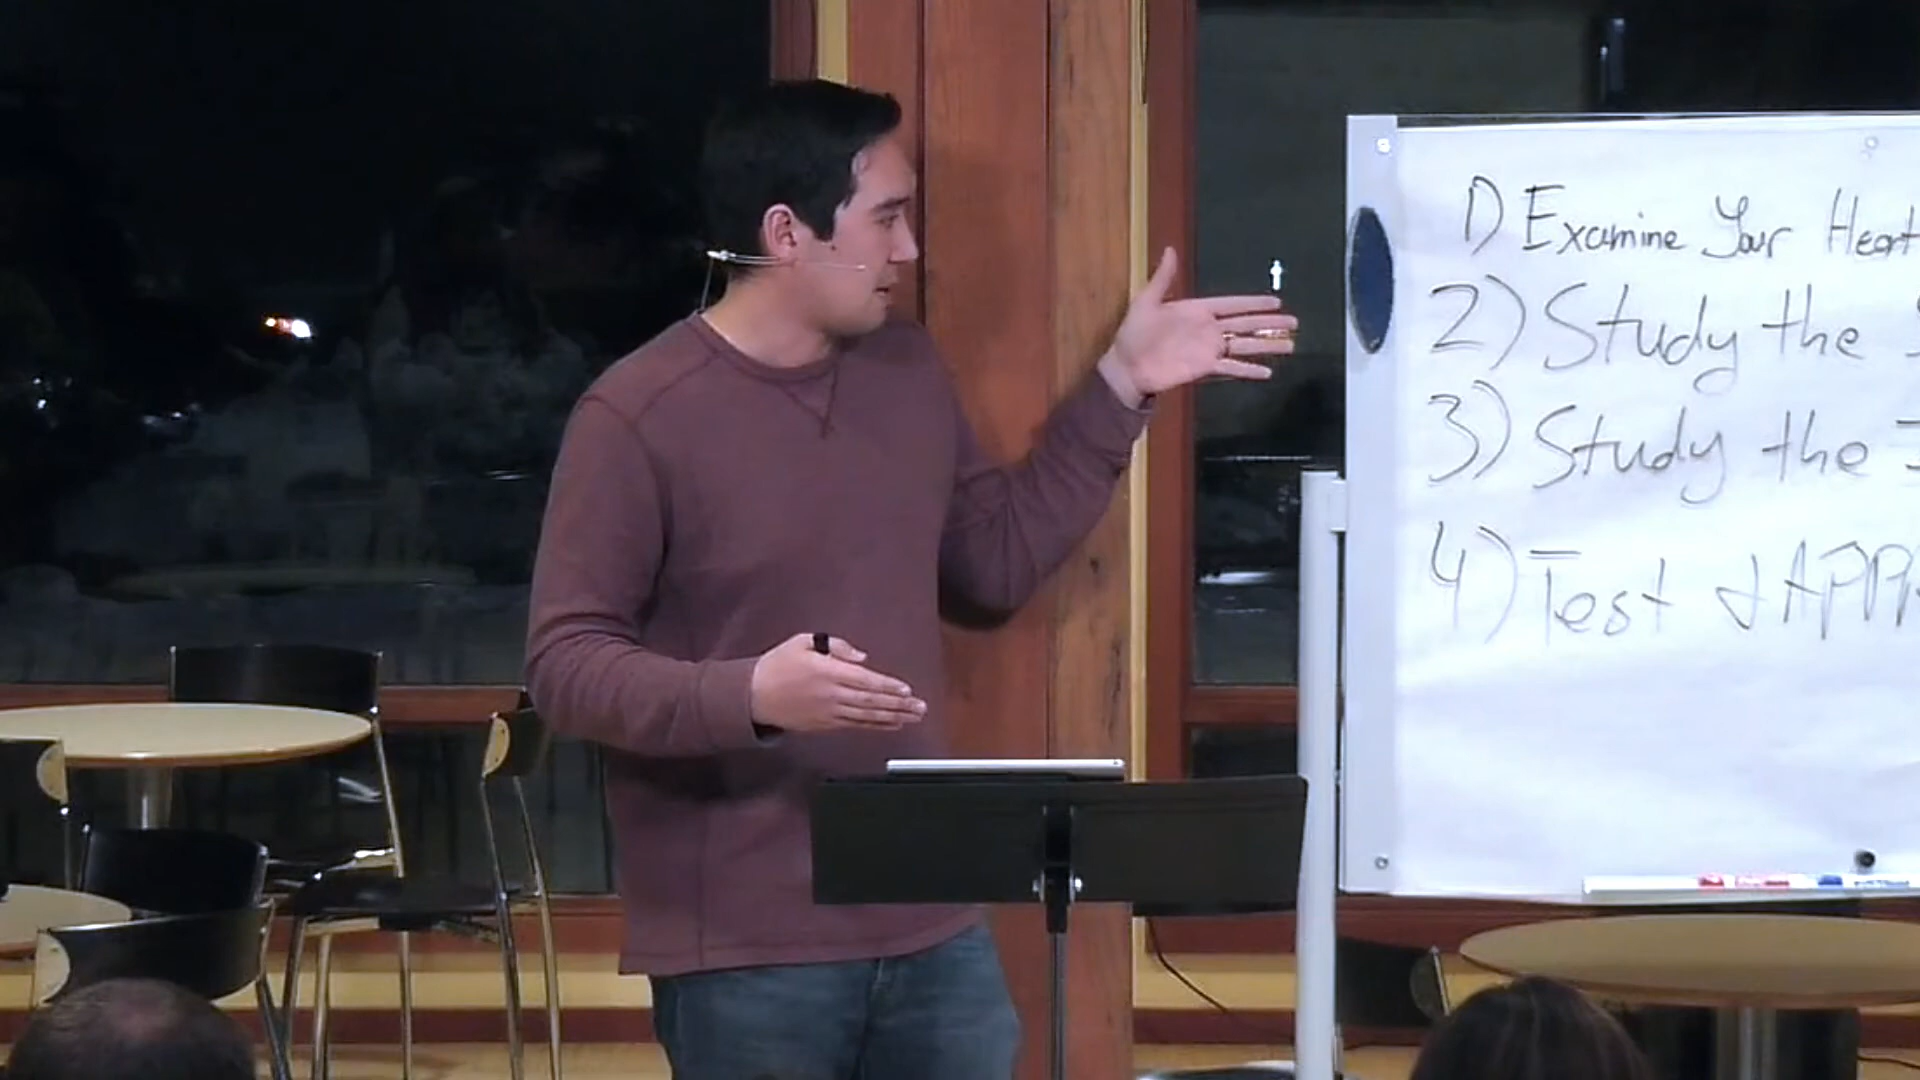 1) Examine Your Heart
2) Study the
3) Study the
4) Test &